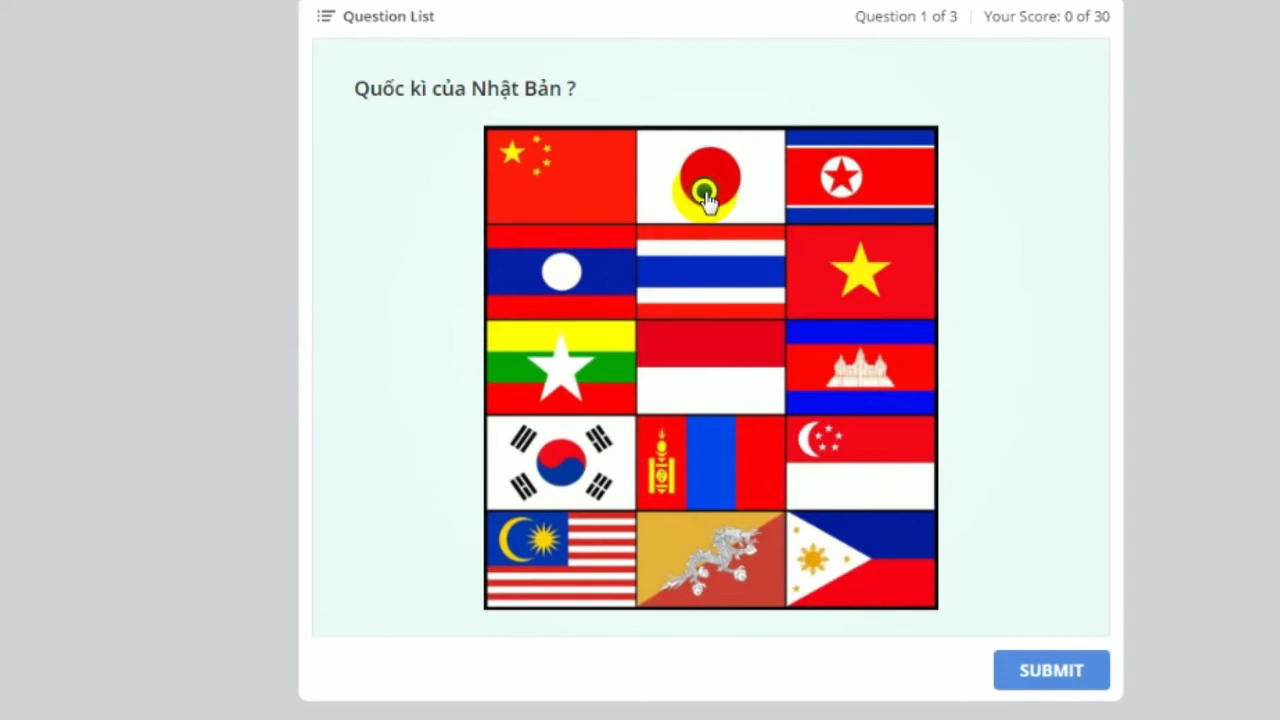 Question List
Question 1 of 3 | Your Score: 0 of 30
Quốc kì của Nhật Bản ?
SUBMIT